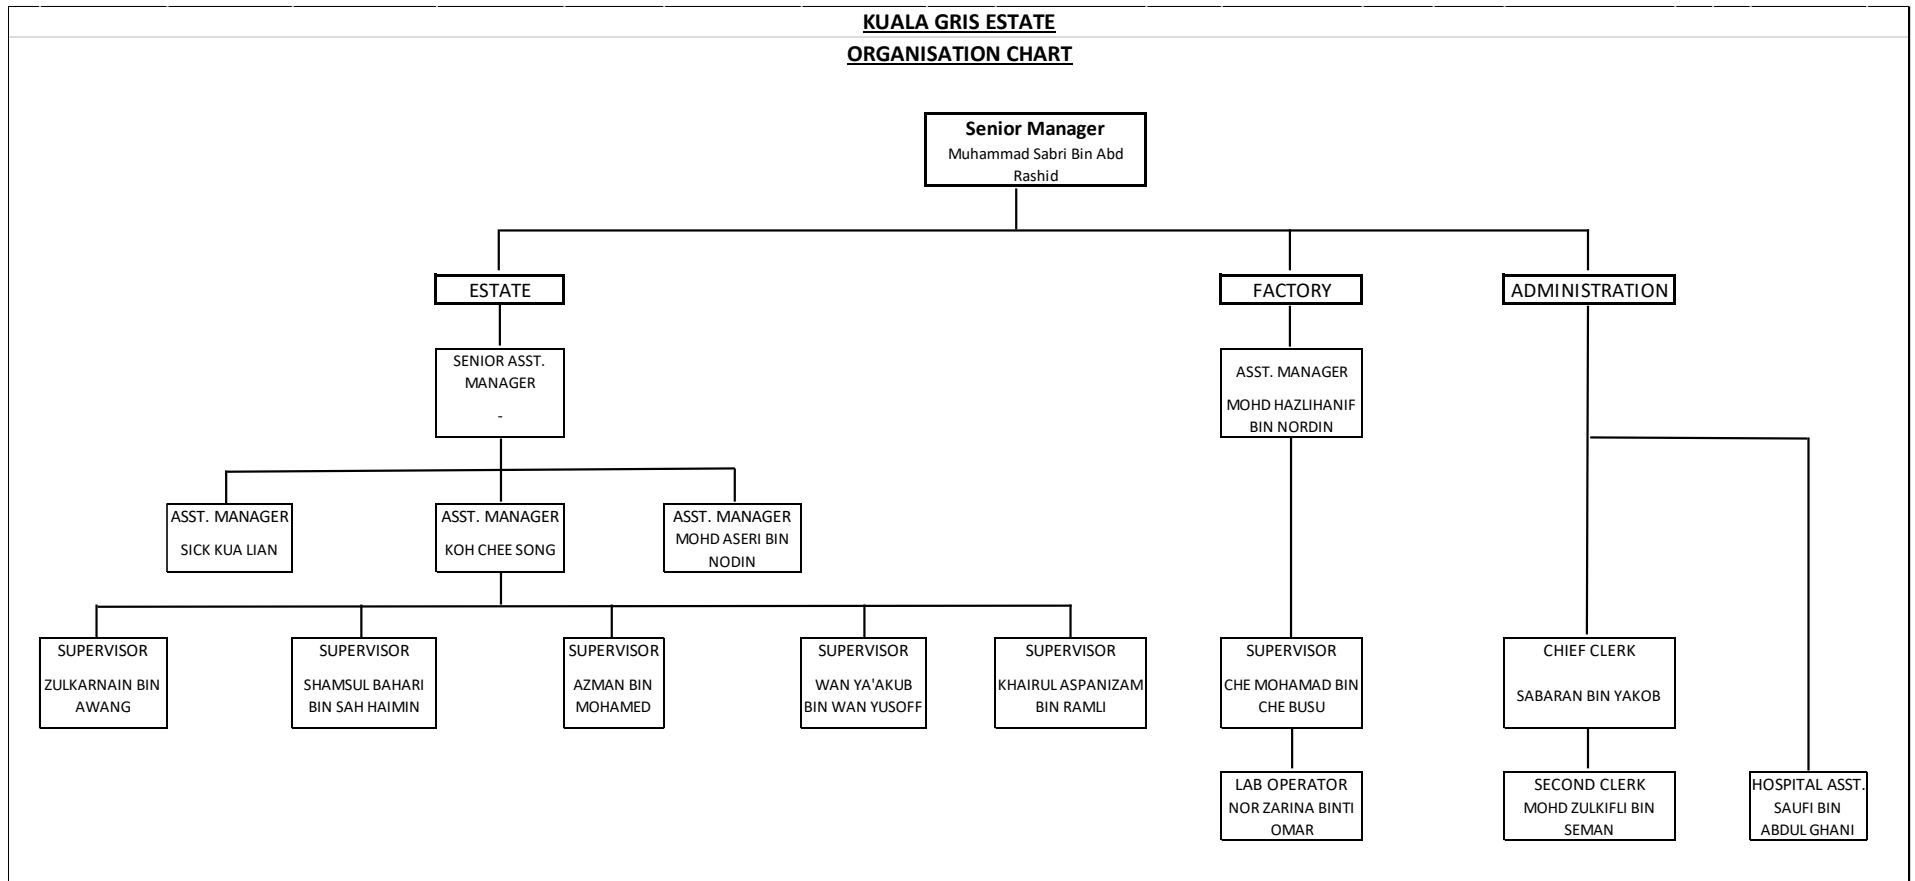 KUALA GRIS ESTATE
ORGANISATION CHART
Senior Manager
Muhammad Sabri Bin Abd
Rashid
ESTATE
FACTORY
ADMINISTRATION
SENIOR ASST.
MANAGER
-
ASST. MANAGER
MOHD HAZLIHANIF
BIN NORDIN
ASST. MANAGER
SICK KUA LIAN
ASST. MANAGER
KOH CHEE SONG
ASST. MANAGER
MOHD ASERI BIN
NODIN
SUPERVISOR
ZULKARNAIN BIN
AWANG
SUPERVISOR
SHAMSUL BAHARI
BIN SAH HAIMIN
SUPERVISOR
AZMAN BIN
MOHAMED
SUPERVISOR
WAN YA'AKUB
BIN WAN YUSOFF
SUPERVISOR
KHAIRUL ASPANIZAM
BIN RAMLI
SUPERVISOR
CHE MOHAMAD BIN
CHE BUSU
CHIEF CLERK
SABARAN BIN YAKOB
LAB OPERATOR
NOR ZARINA BINTI
OMAR
SECOND CLERK
MOHD ZULKIFLI BIN
SEMAN
HOSPITAL ASST.
SAUFI BIN
ABDUL GHANI